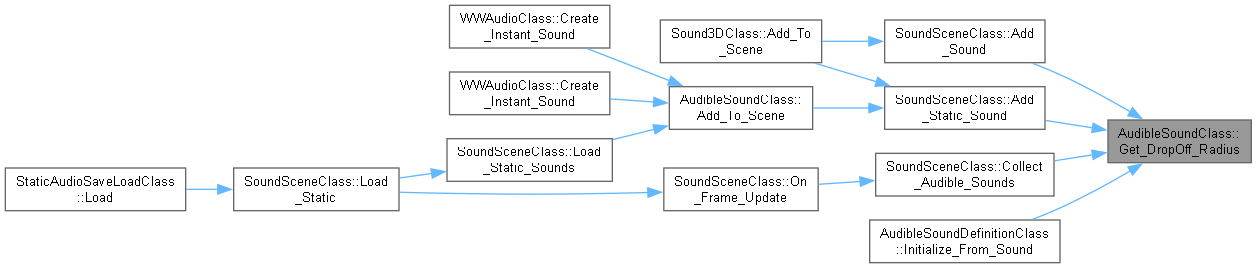 WWAudioClass::Create
_Instant_Sound
Sound3DClass::Add_To
_Scene
SoundSceneClass::Add
_Sound
WWAudioClass::Create
_Instant_Sound
AudibleSoundClass::
Add_To_Scene
SoundSceneClass::Add
_Static_Sound
AudibleSoundClass::
Get_DropOff_Radius
SoundSceneClass::Load
_Static_Sounds
StaticAudioSaveLoadClass
::Load
SoundSceneClass::Load
_Static
SoundSceneClass::On
_Frame_Update
SoundSceneClass::Collect
_Audible_Sounds
AudibleSoundDefinitionClass
::Initialize_From_Sound